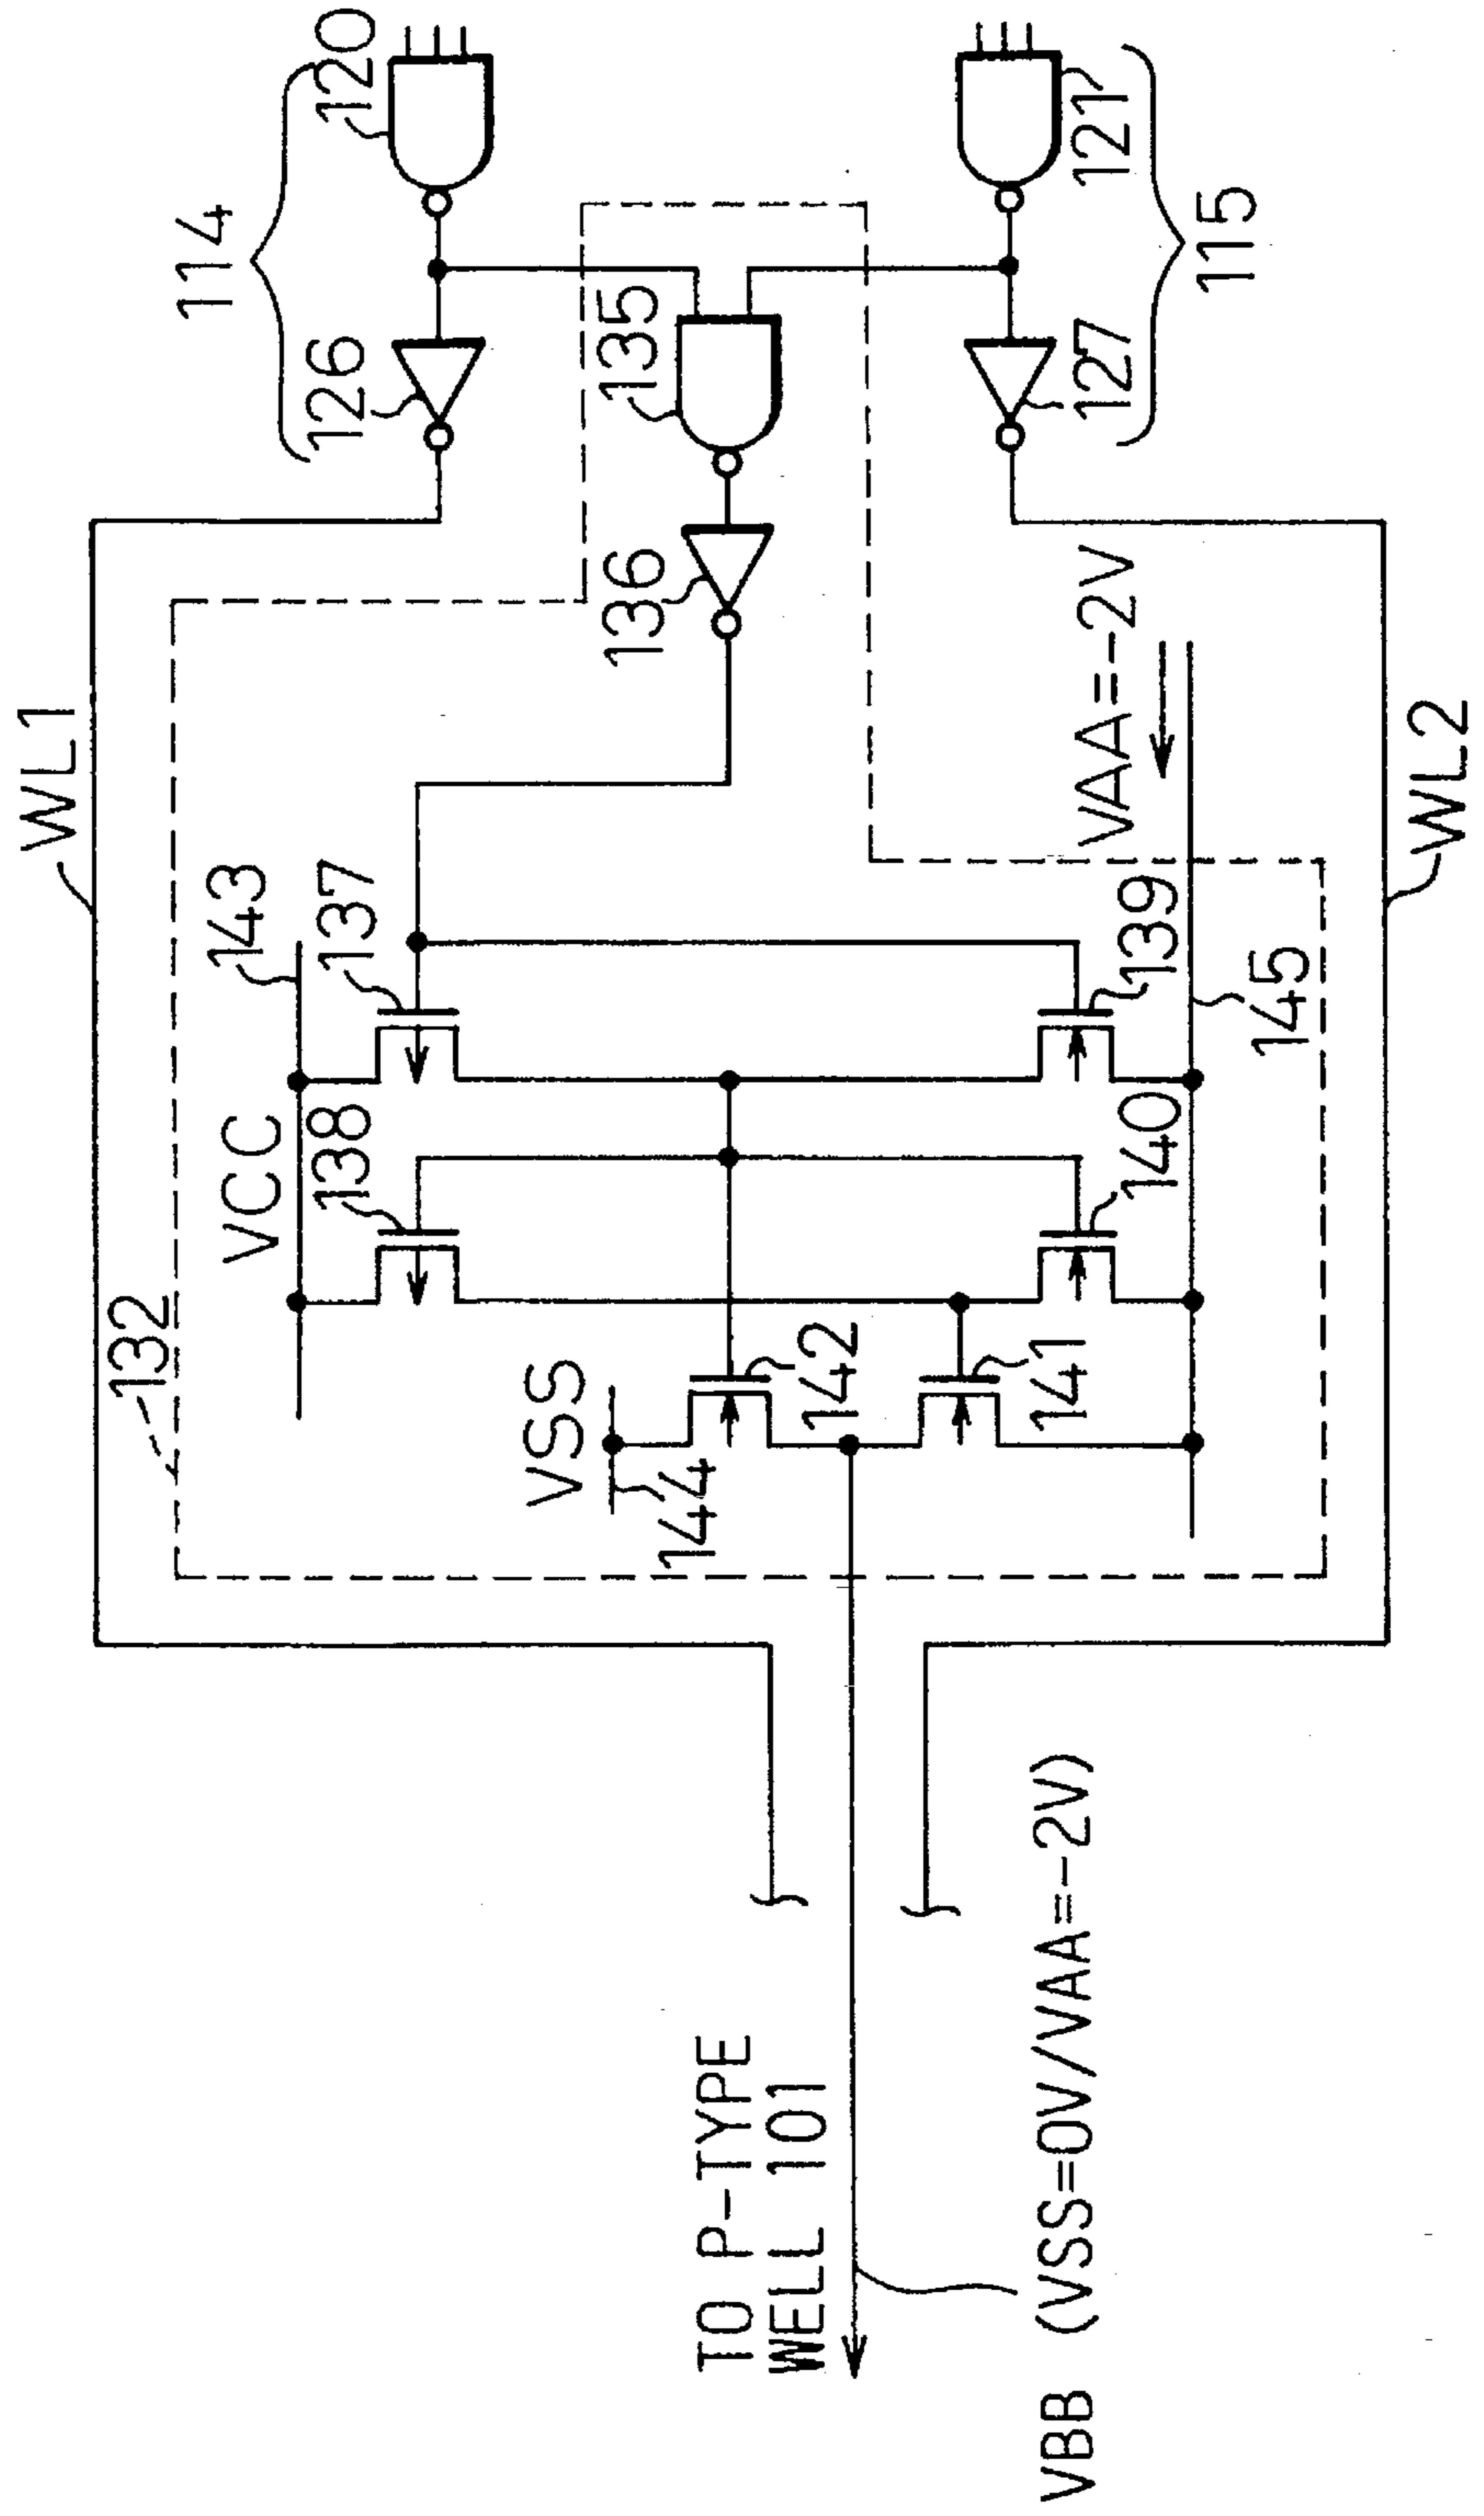 114
120
126
WL1
132
143
137
VCC
138
135
136
121
127
115
VAA=-2V
139
145
140
VSS
144
142
141
WL2
TO P-TYPE
WELL 101
VBB (VSS=0V/VAA=-2V)